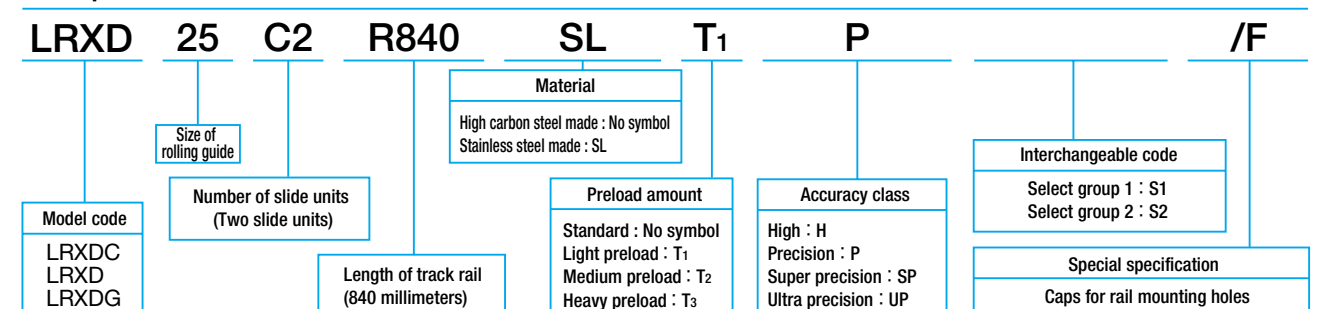 LRXD 25 C2 R840 SL T1 P /F
Material
High carbon steel made : No symbol
Stainless steel made : SL
Size of
rolling guide
Interchangeable code
Select group 1 : S1
Select group 2 : S2
Number of slide units
(Two slide units)
Preload amount
Standard : No symbol
Light preload : T1
Medium preload : T2
Heavy preload : T3
Accuracy class
High : H
Precision : P
Super precision : SP
Ultra precision : UP
Model code
LRXDC
LRXD
LRXDG
Length of track rail
(840 millimeters)
Special specification
Caps for rail mounting holes